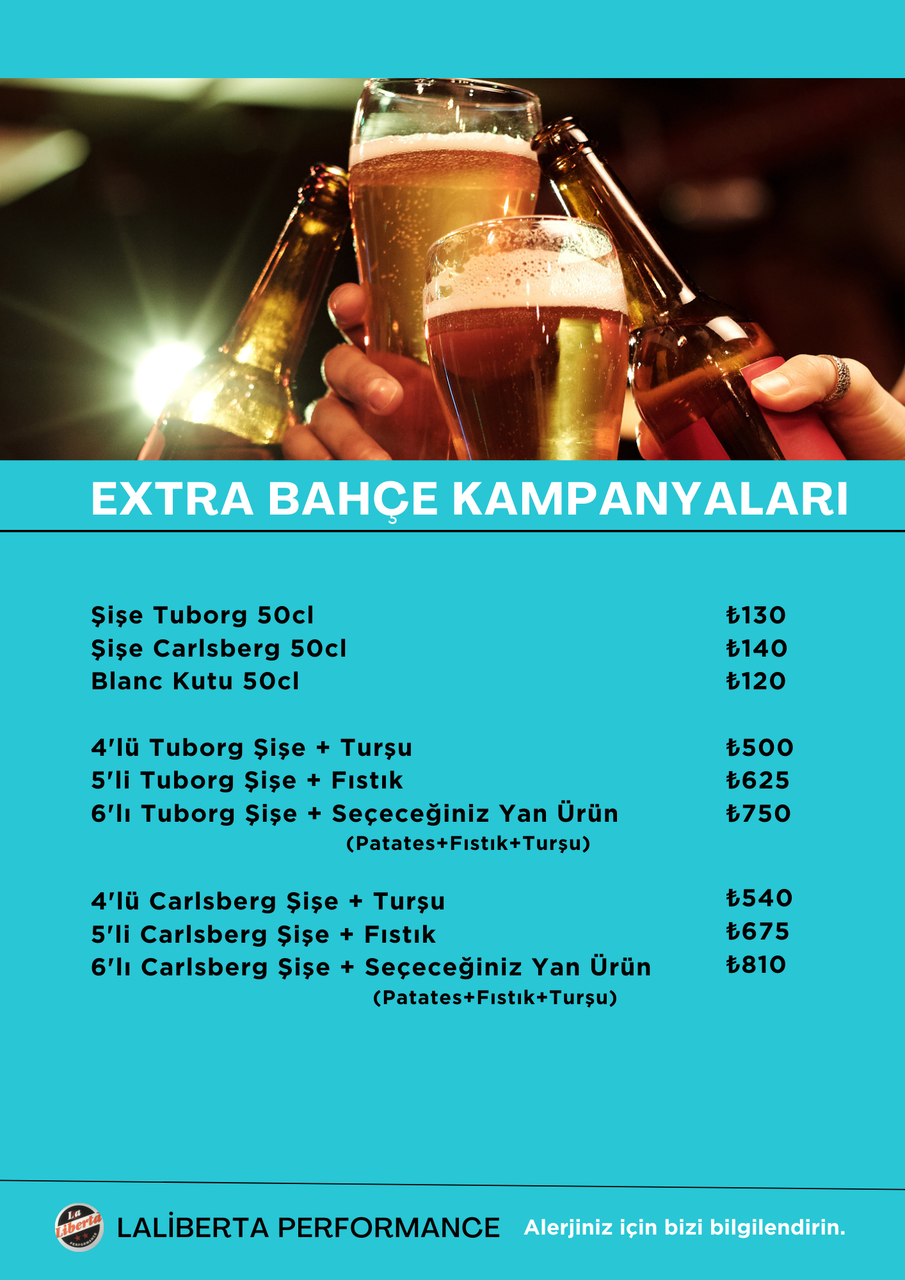 EXTRA BAHÇE KAMPANYALARI
Şişe Tuborg 50cl ₺130
Şişe Carlsberg 50cl ₺140
Blanc Kutu 50cl ₺120
4'lü Tuborg Şişe + Turşu ₺500
5'li Tuborg Şişe + Fıstık ₺625
6'lı Tuborg Şişe + Seçeceğiniz Yan Ürün ₺750
(Patates+Fıstık+Turşu)
4'lü Carlsberg Şişe + Turşu ₺540
5'li Carlsberg Şişe + Fıstık ₺675
6'lı Carlsberg Şişe + Seçeceğiniz Yan Ürün ₺810
(Patates+Fıstık+Turşu)
La
Liberta
PERFORMANCE
LALİBERTA PERFORMANCE
Alerjiniz için bizi bilgilendirin.